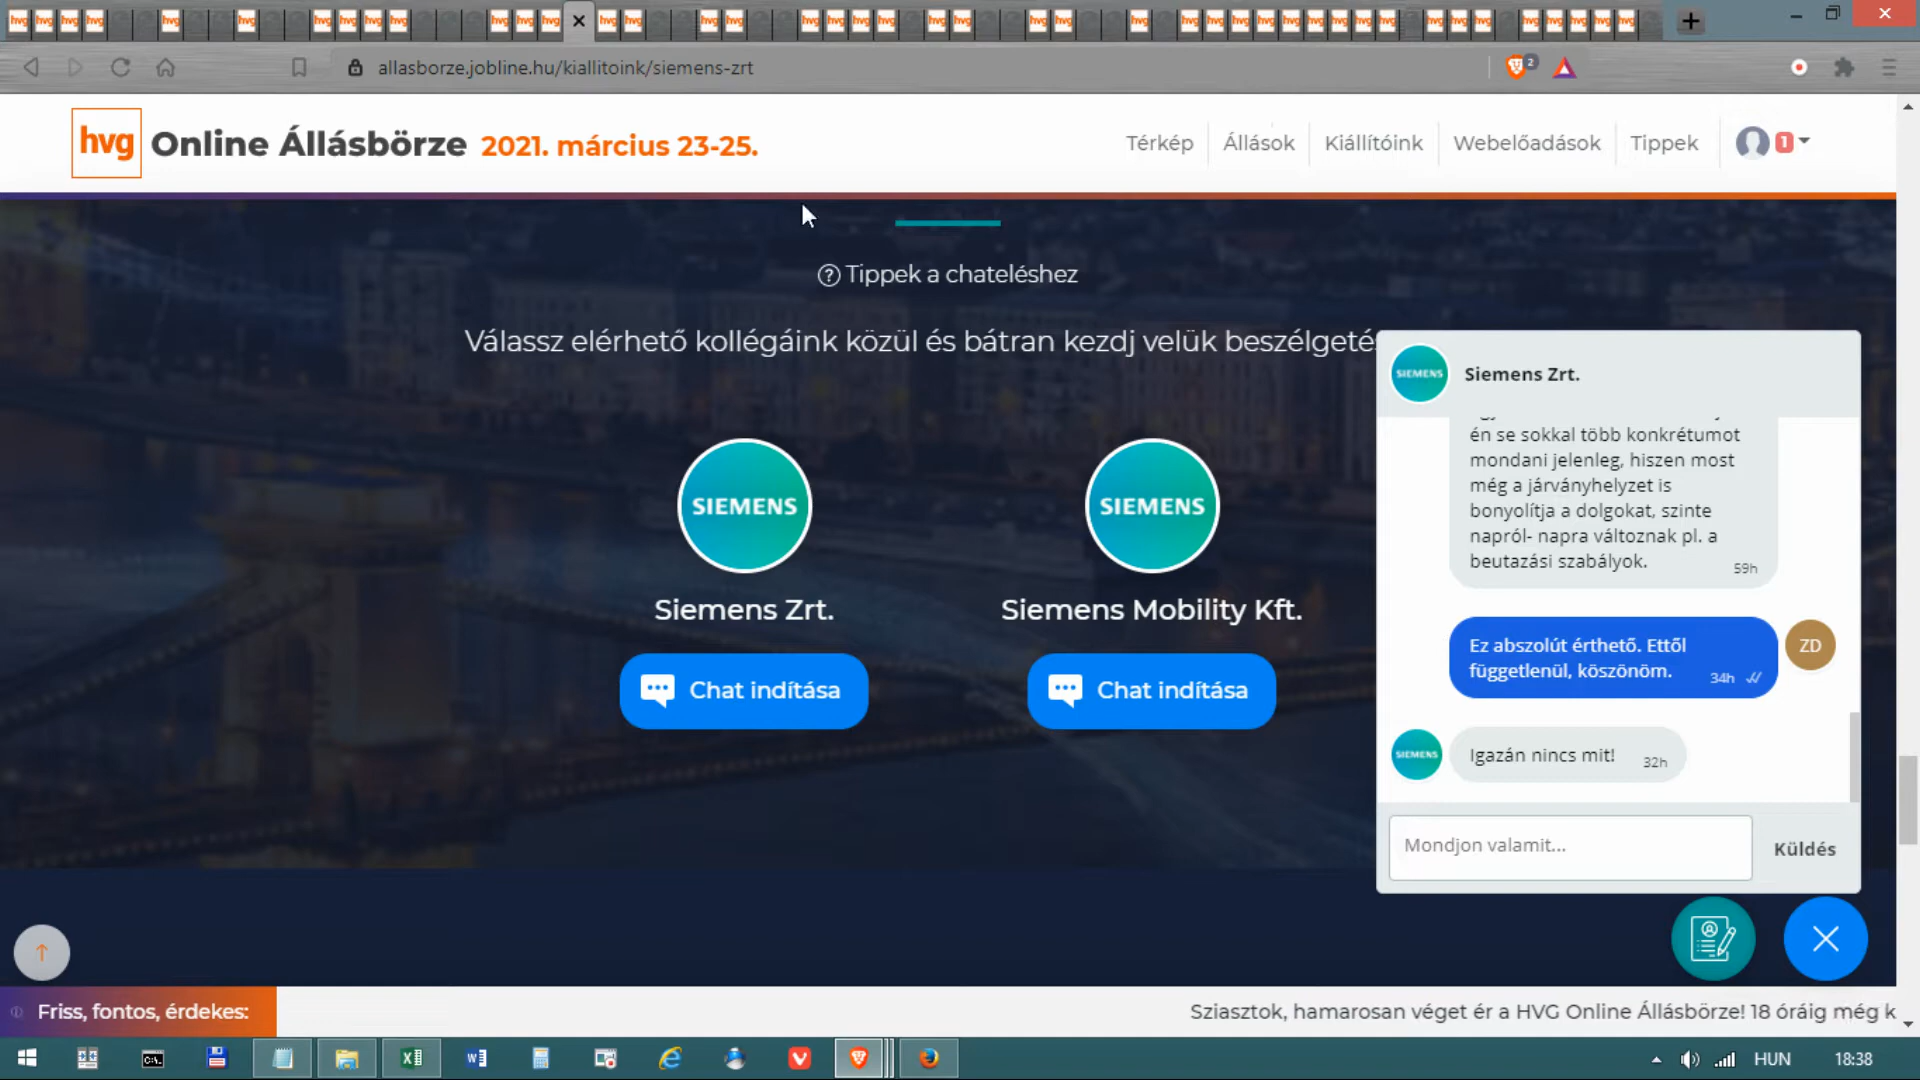 allasborze.jobline.hu/kiallitoink/siemens-zrt
2
hvg Online Állásbörze 2021. március 23-25.
Térkép
Állások
Kiállítóink
Webelőadások
Tippek
1
Tippek a chateléshez
Válassz elérhető kollégáink közül és bátran kezdj velük
SIEMENS
Siemens Zrt.
Chat indítása
SIEMENS
Siemens Mobility Kft.
Chat indítása
SIEMENS
Siemens Zrt.
én se sokkal több konkrétumot
mondani jelenleg, hiszen most
még a járványhelyzet is
bonyolítja a dolgokat, szinte
napról- napra változnak pl. a
beutazási szabályok.
59h
Ez abszolút érthető. Ettől
függetlenül, köszönöm.
34h
ZD
SIEMENS
Igazán nincs mit!
32h
Mondjon valamit...
Küldés
Friss, fontos, érdekes:
Sziasztok, hamarosan véget ér a HVG Online Állásbörze! 18 óráig még k
HUN
18:38